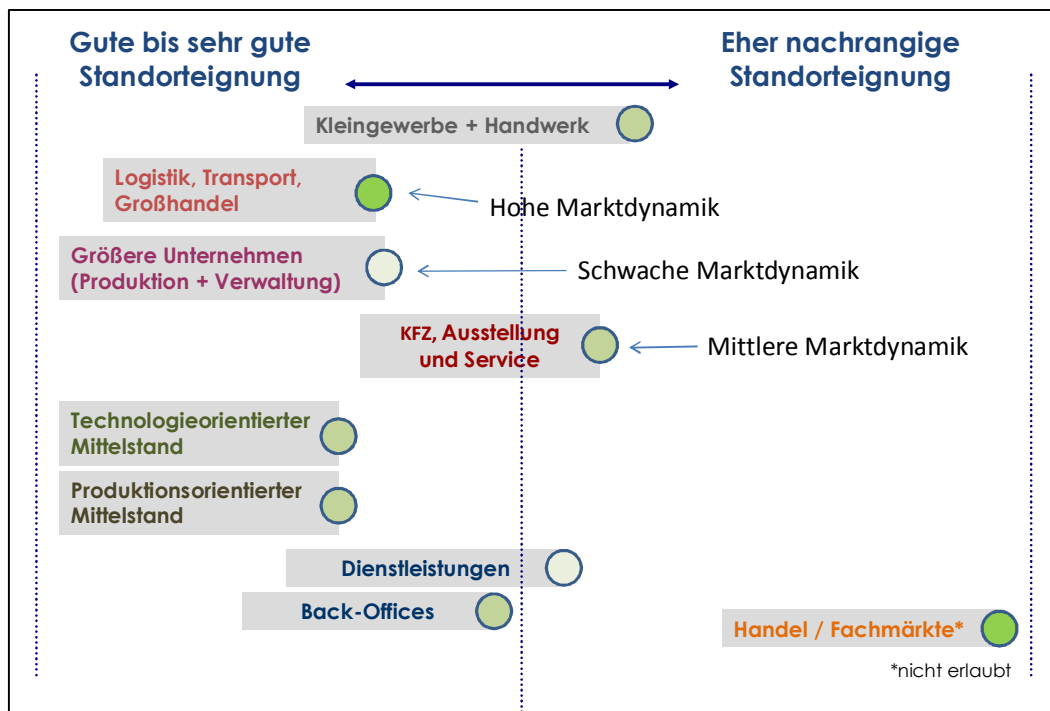 Gute bis sehr gute
Standorteignung
Eher nachrangige
Standorteignung
Kleingewerbe + Handwerk
Logistik, Transport,
Großhandel
Hohe Marktdynamik
Größere Unternehmen
(Produktion + Verwaltung)
Schwache Marktdynamik
KFZ, Ausstellung
und Service
Mittlere Marktdynamik
Technologieorientierter
Mittelstand
Produktionsorientierter
Mittelstand
Dienstleistungen
Back-Offices
Handel / Fachmärkte*
*nicht erlaubt